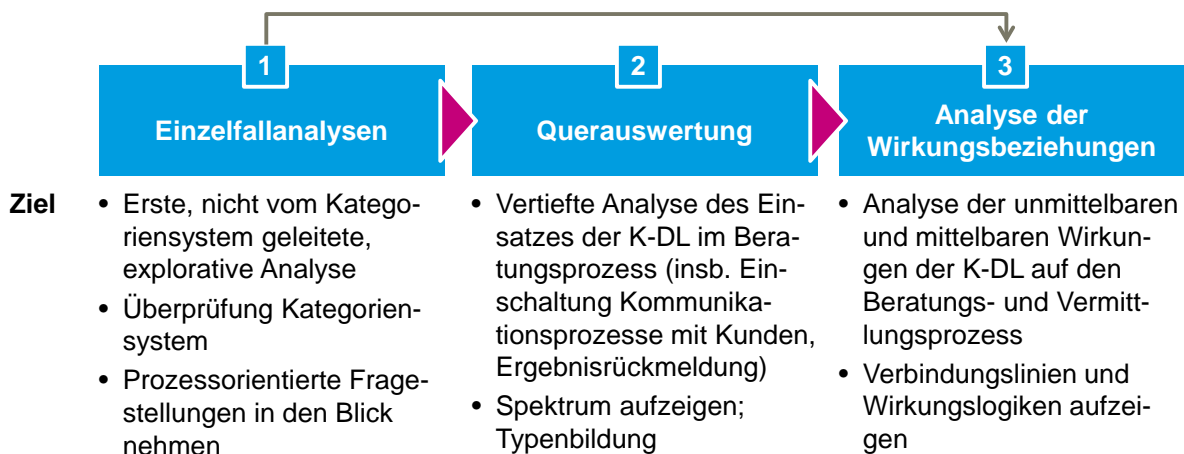 1
Einzelfallanalysen
2
Querauswertung
3
Analyse der
Wirkungsbeziehungen
Ziel
• Erste, nicht vom Katego-
riensystem geleitete,
explorative Analyse
• Überprüfung Kategorien-
system
• Prozessorientierte Frage-
stellungen in den Blick
nehmen
• Vertiefte Analyse des Ein-
satzes der K-DL im Bera-
tungsprozess (insb. Ein-
schaltung Kommunika-
tionsprozesse mit Kunden,
Ergebnisrückmeldung)
• Spektrum aufzeigen;
Typenbildung
• Analyse der unmittelbaren
und mittelbaren Wirkun-
gen der K-DL auf den
Beratungs- und Vermitt-
lungsprozess
• Verbindungslinien und
Wirkungslogiken aufzei-
gen